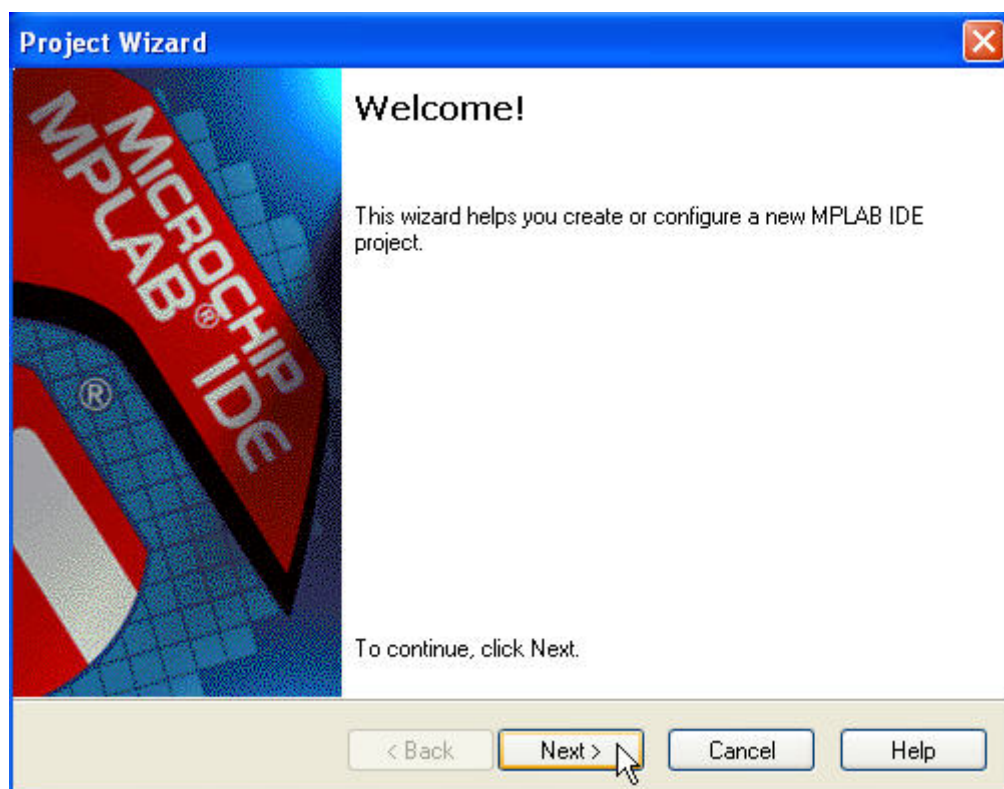 Project Wizard
MICROCHIP
MPLAB® IDE
®
Welcome!
This wizard helps you create or configure a new MPLAB IDE
project.
To continue, click Next.
< Back
Next >
Cancel
Help